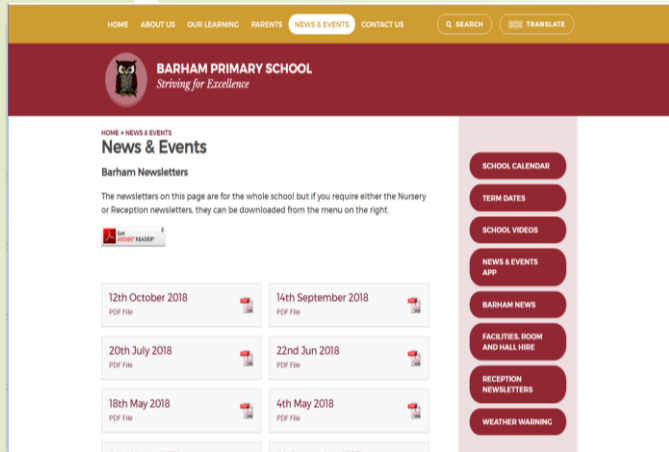 HOME ABOUT US OUR LEARNING PARENTS NEWS & EVENTS CONTACT US SEARCH TRANSLATE
BARHAM PRIMARY SCHOOL
Striving for Excellence
HOME » NEWS & EVENTS
News & Events
Barham Newsletters
The newsletters on this page are for the whole school but if you require either the Nursery
or Reception newsletters, they can be downloaded from the menu on the right.
Get
ADOBE® READER®
12th October 2018
PDF File
14th September 2018
PDF File
20th July 2018
PDF File
22nd Jun 2018
PDF File
18th May 2018
PDF File
4th May 2018
PDF File
SCHOOL CALENDAR
TERM DATES
SCHOOL VIDEOS
NEWS & EVENTS
APP
BARHAM NEWS
FACILITIES, ROOM
AND HALL HIRE
RECEPTION
NEWSLETTERS
WEATHER WARNING